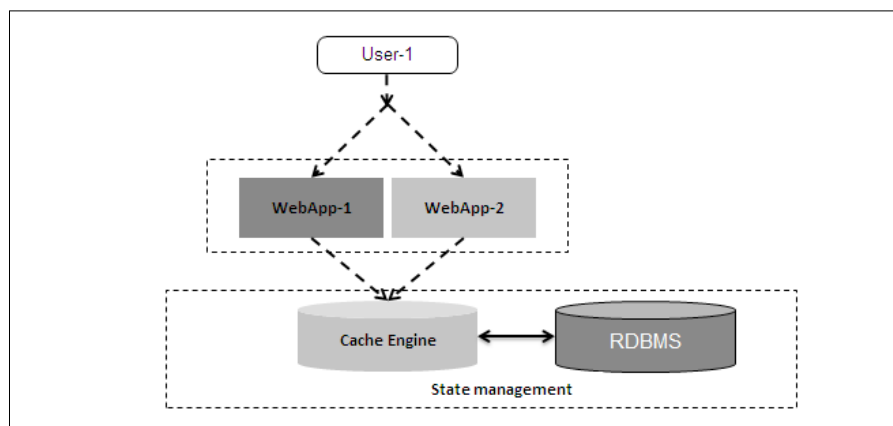 User-1
WebApp-1
WebApp-2
Cache Engine
RDBMS
State management